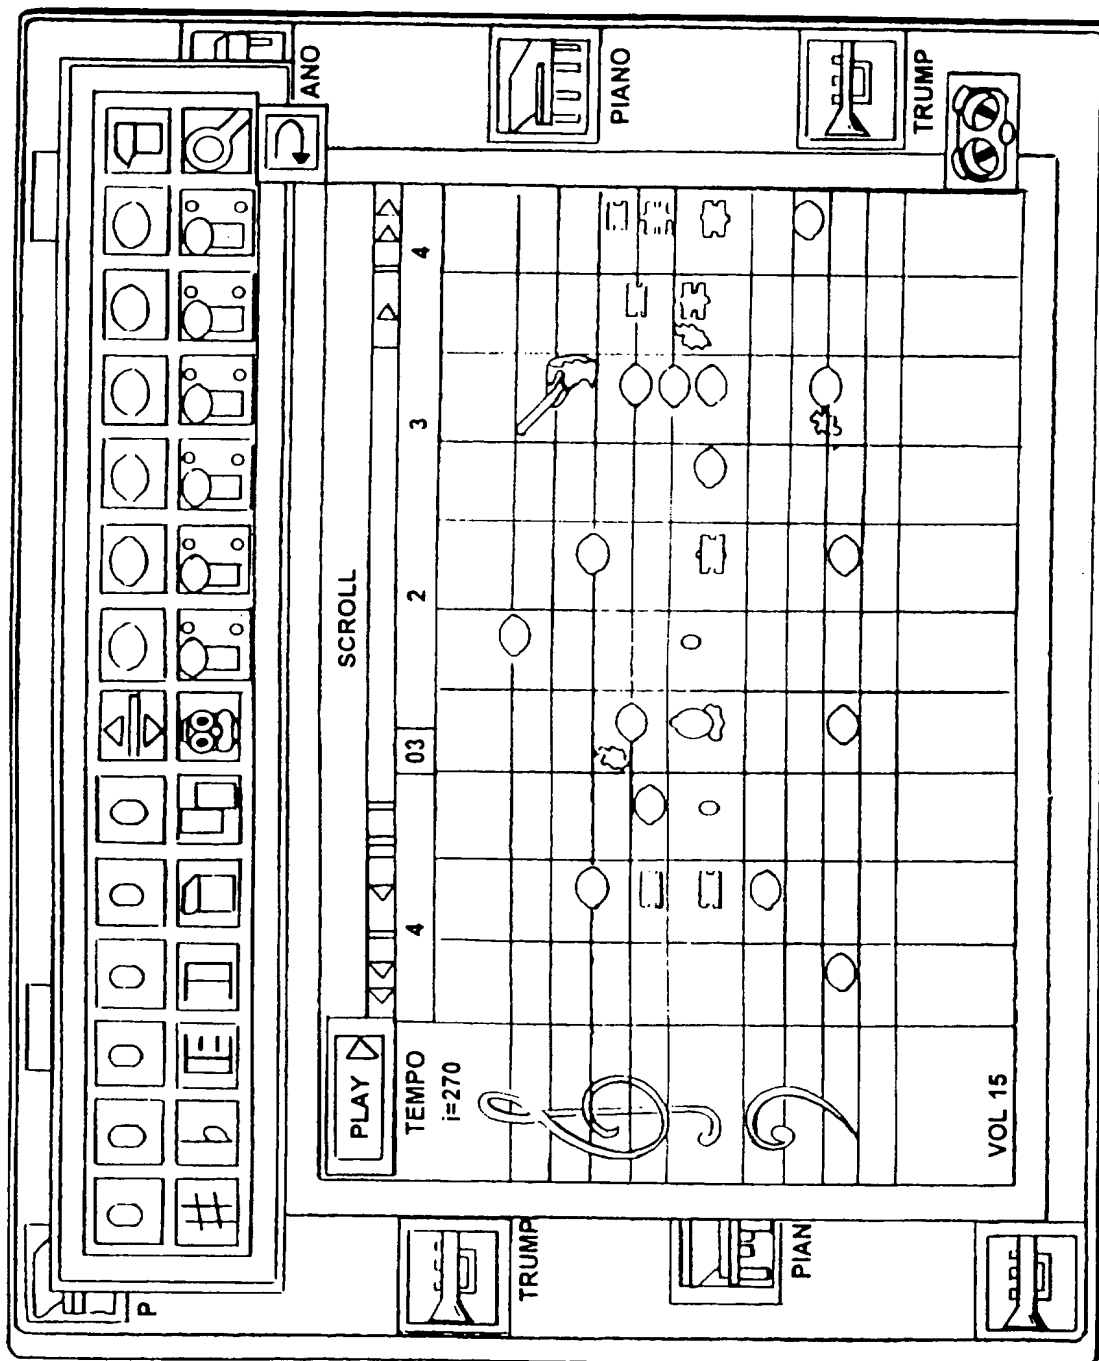 P
# b
ANO
SCROLL
PLAY
TEMPO 4 03 2 3 4
i=270
TRUMP
PIANO
PIAN
TRUMP
VOL 15